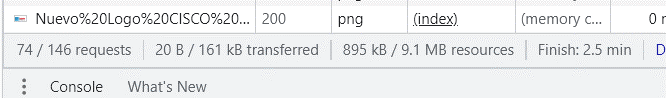 Nuevo%20Logo%20CISCO%20... 200 png (index) (memory c... 0
74 / 146 requests 20 B / 161 kB transferred 895 kB / 9.1 MB resources Finish: 2.5 min
Console What's New